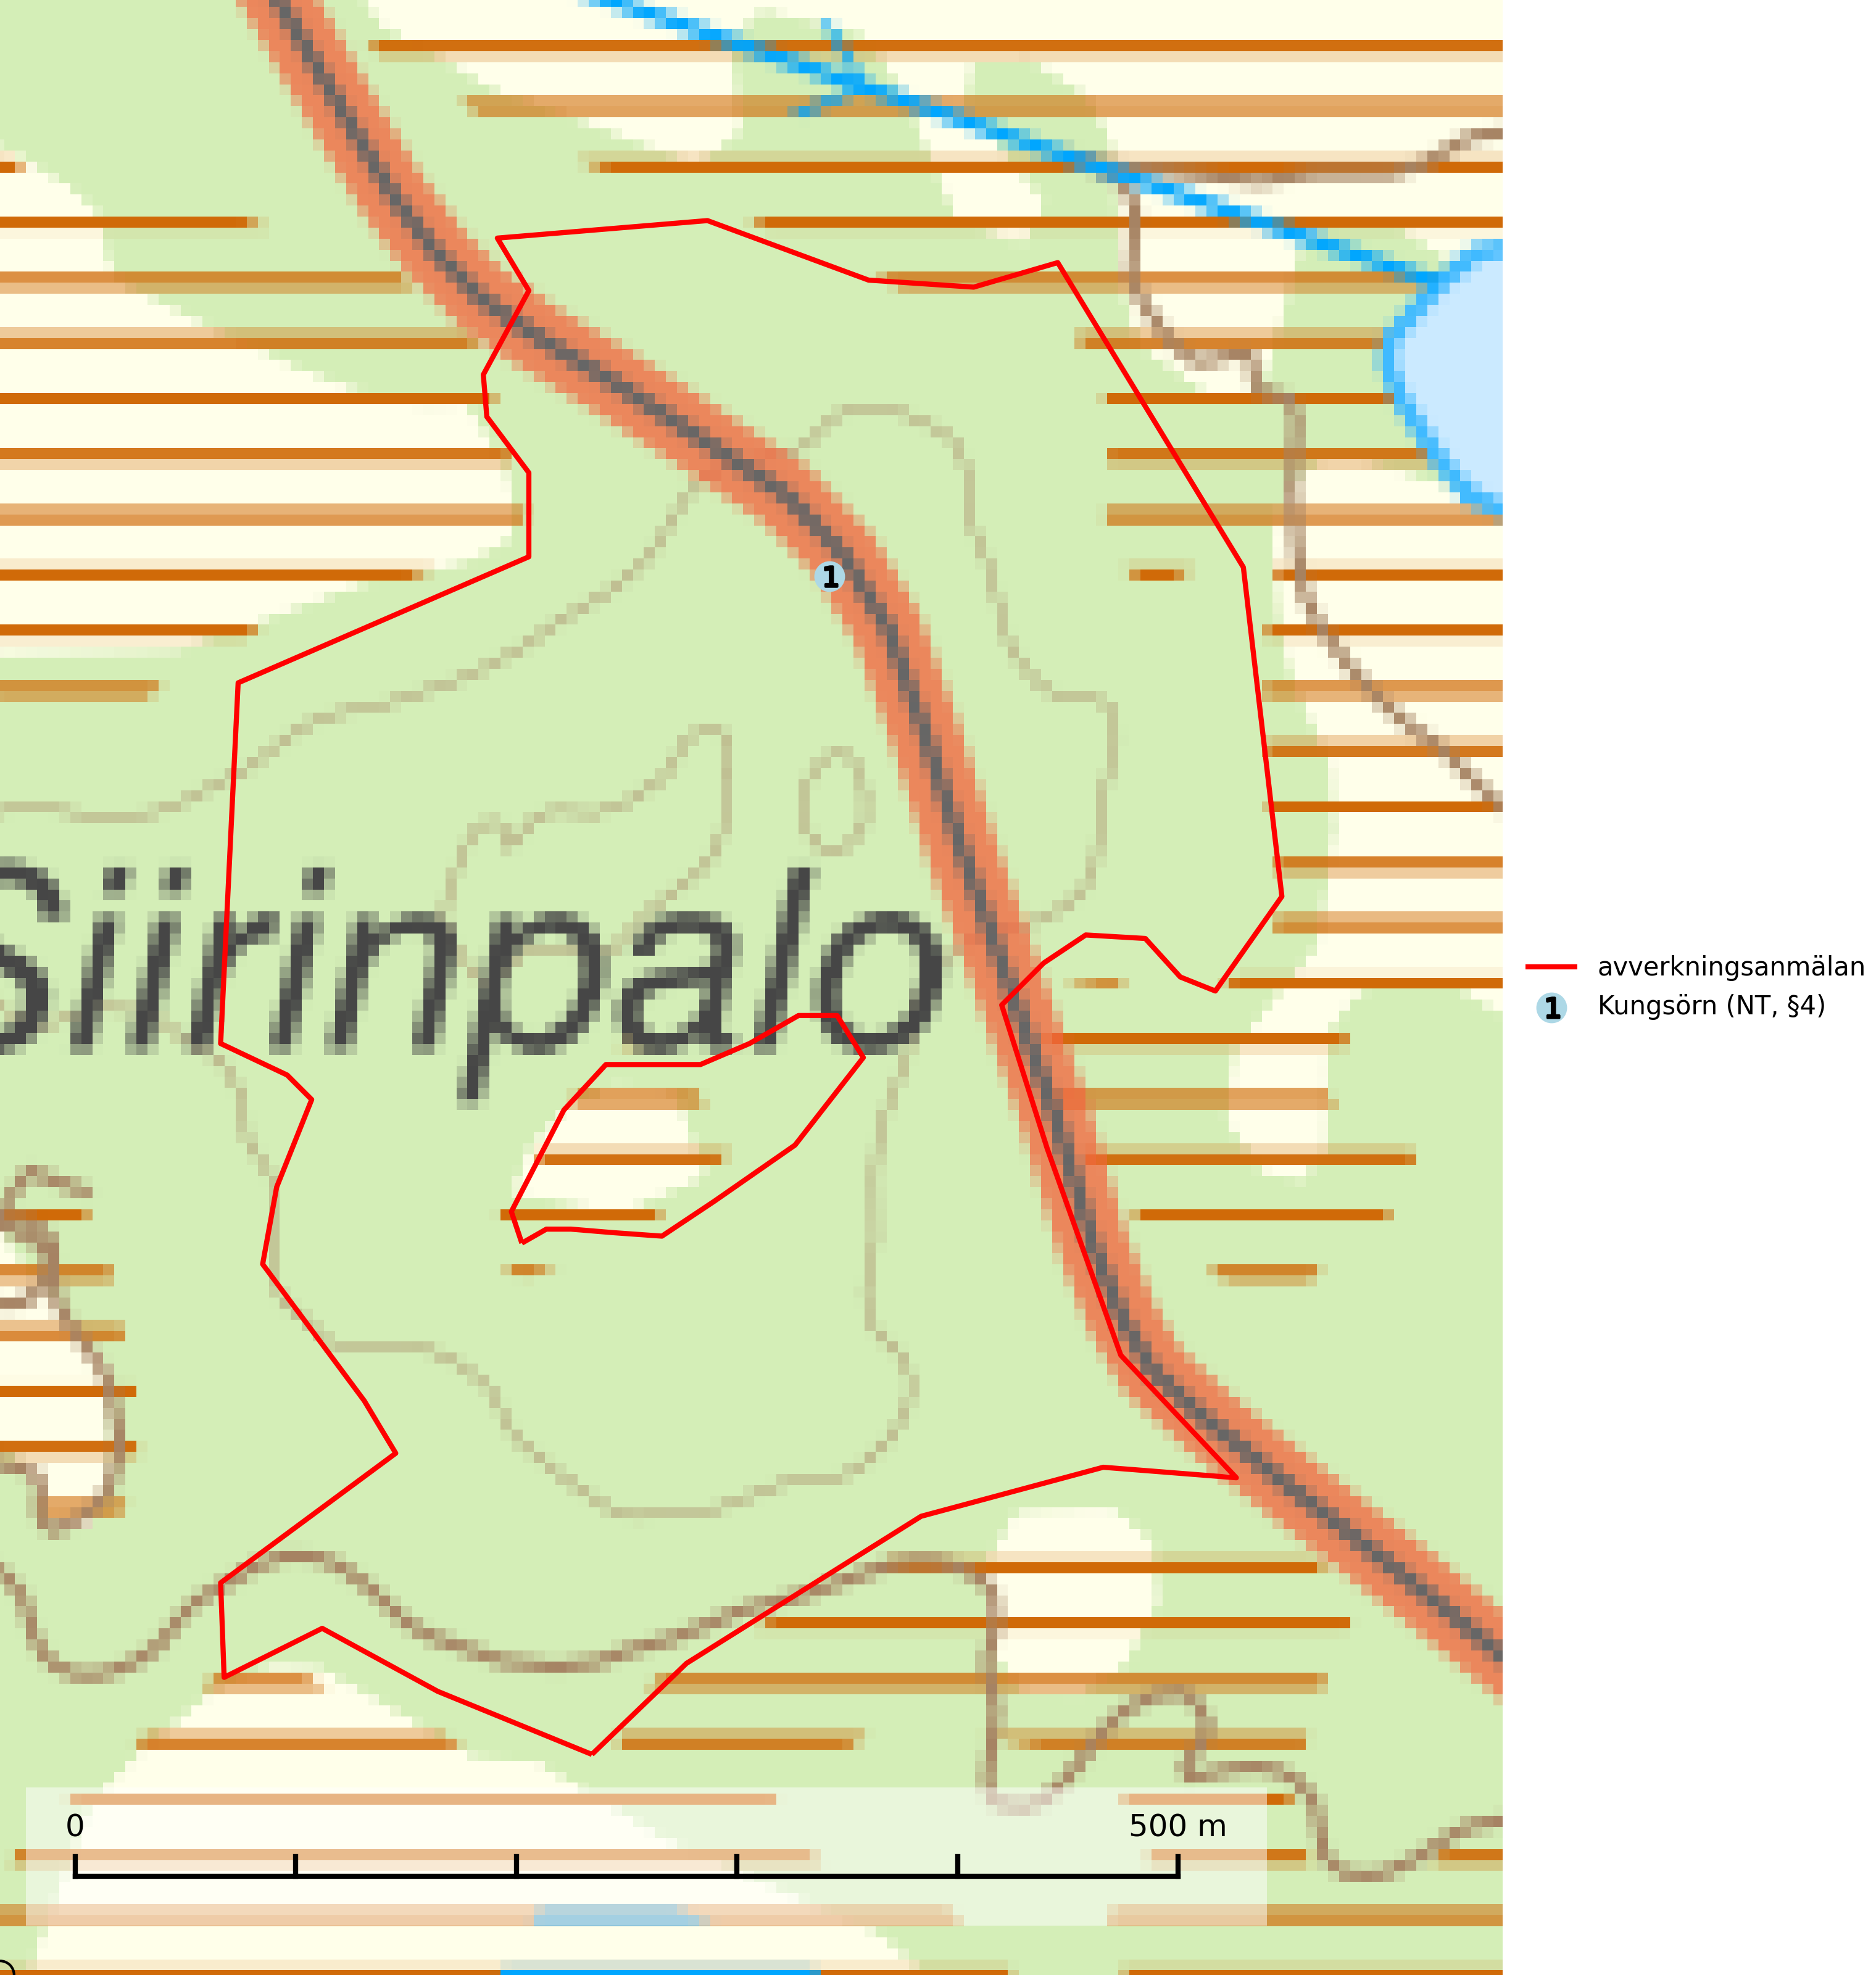 1
Siirinpalo
avverkningsanmälan
1 Kungsörn (NT, §4)
0 500 m